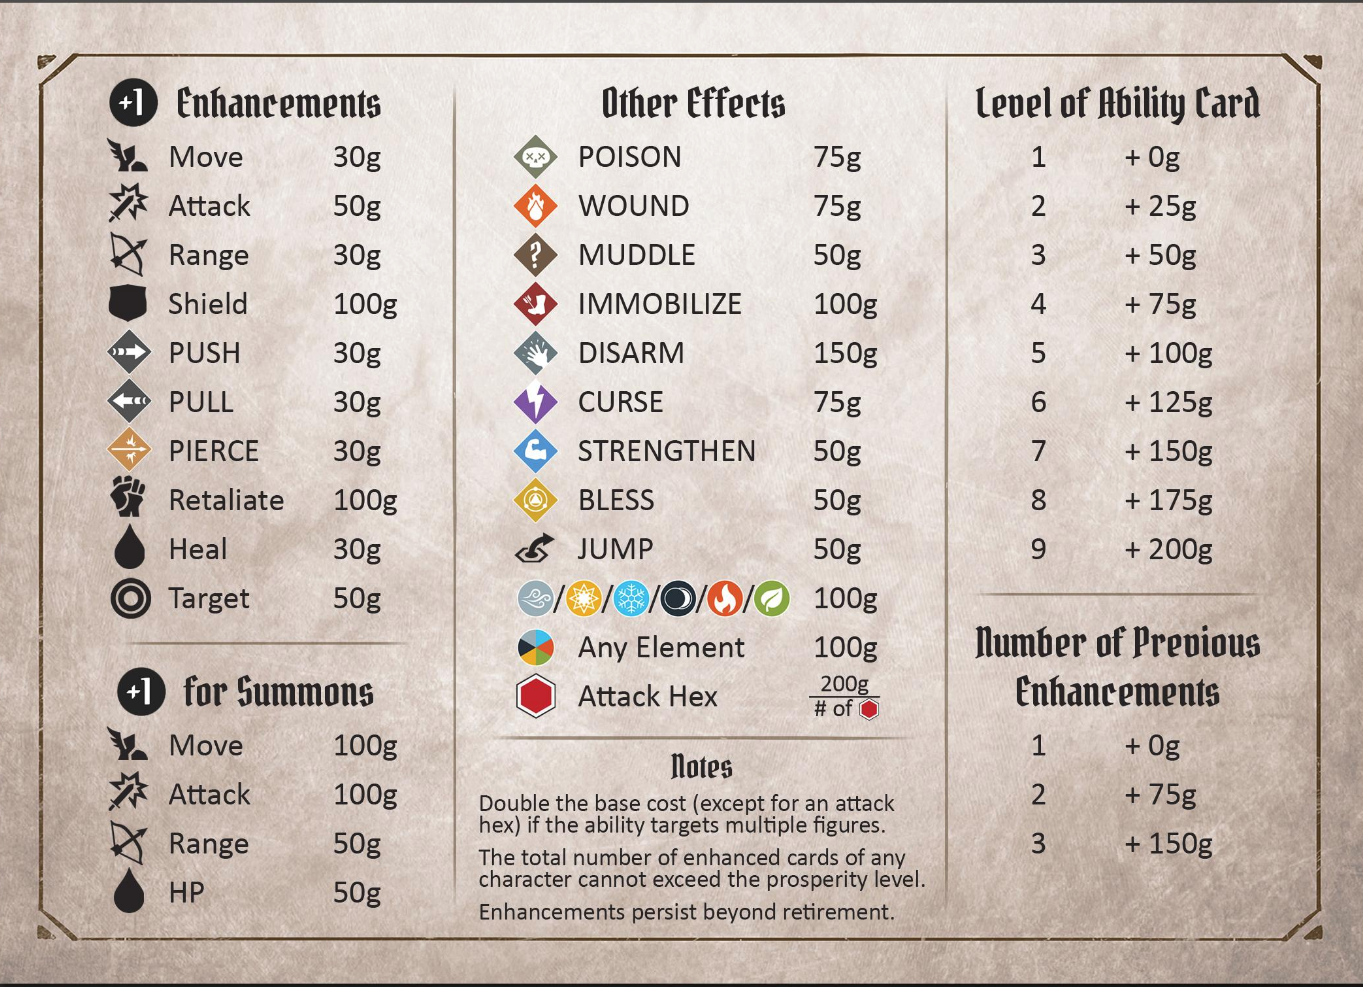 +1 Enhancements
Move 30g
Attack 50g
Range 30g
Shield 100g
PUSH 30g
PULL 30g
PIERCE 30g
Retaliate 100g
Heal 30g
Target 50g
+1 for Summons
Move 100g
Attack 100g
Range 50g
HP 50g
Other Effects
POISON 75g
WOUND 75g
? MUDDLE 50g
IMMOBILIZE 100g
DISARM 150g
CURSE 75g
STRENGTHEN 50g
BLESS 50g
JUMP 50g
/ / / / / 100g
Any Element 100g
Attack Hex 200g
# of
Notes
Double the base cost (except for an attack
hex) if the ability targets multiple figures.
The total number of enhanced cards of any
character cannot exceed the prosperity level.
Enhancements persist beyond retirement.
Level of Ability Card
1 + 0g
2 + 25g
3 + 50g
4 + 75g
5 + 100g
6 + 125g
7 + 150g
8 + 175g
9 + 200g
Number of Previous
Enhancements
1 + 0g
2 + 75g
3 + 150g